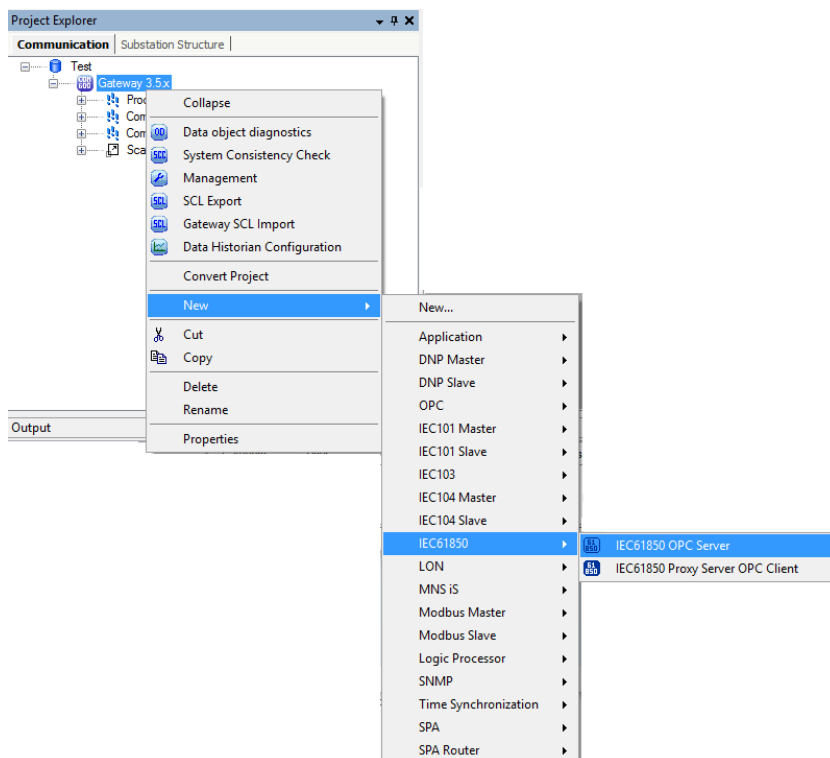 Project Explorer
Communication
Substation Structure
Test
Gateway 3.5.x
Collapse
Data object diagnostics
System Consistency Check
Management
SCL Export
Gateway SCL Import
Data Historian Configuration
Convert Project
New
Cut
Copy
Delete
Rename
Properties
Output
New...
Application
DNP Master
DNP Slave
OPC
IEC101 Master
IEC101 Slave
IEC103
IEC104 Master
IEC104 Slave
IEC61850
LON
MNS iS
Modbus Master
Modbus Slave
Logic Processor
SNMP
Time Synchronization
SPA
SPA Router
IEC61850 OPC Server
IEC61850 Proxy Server OPC Client